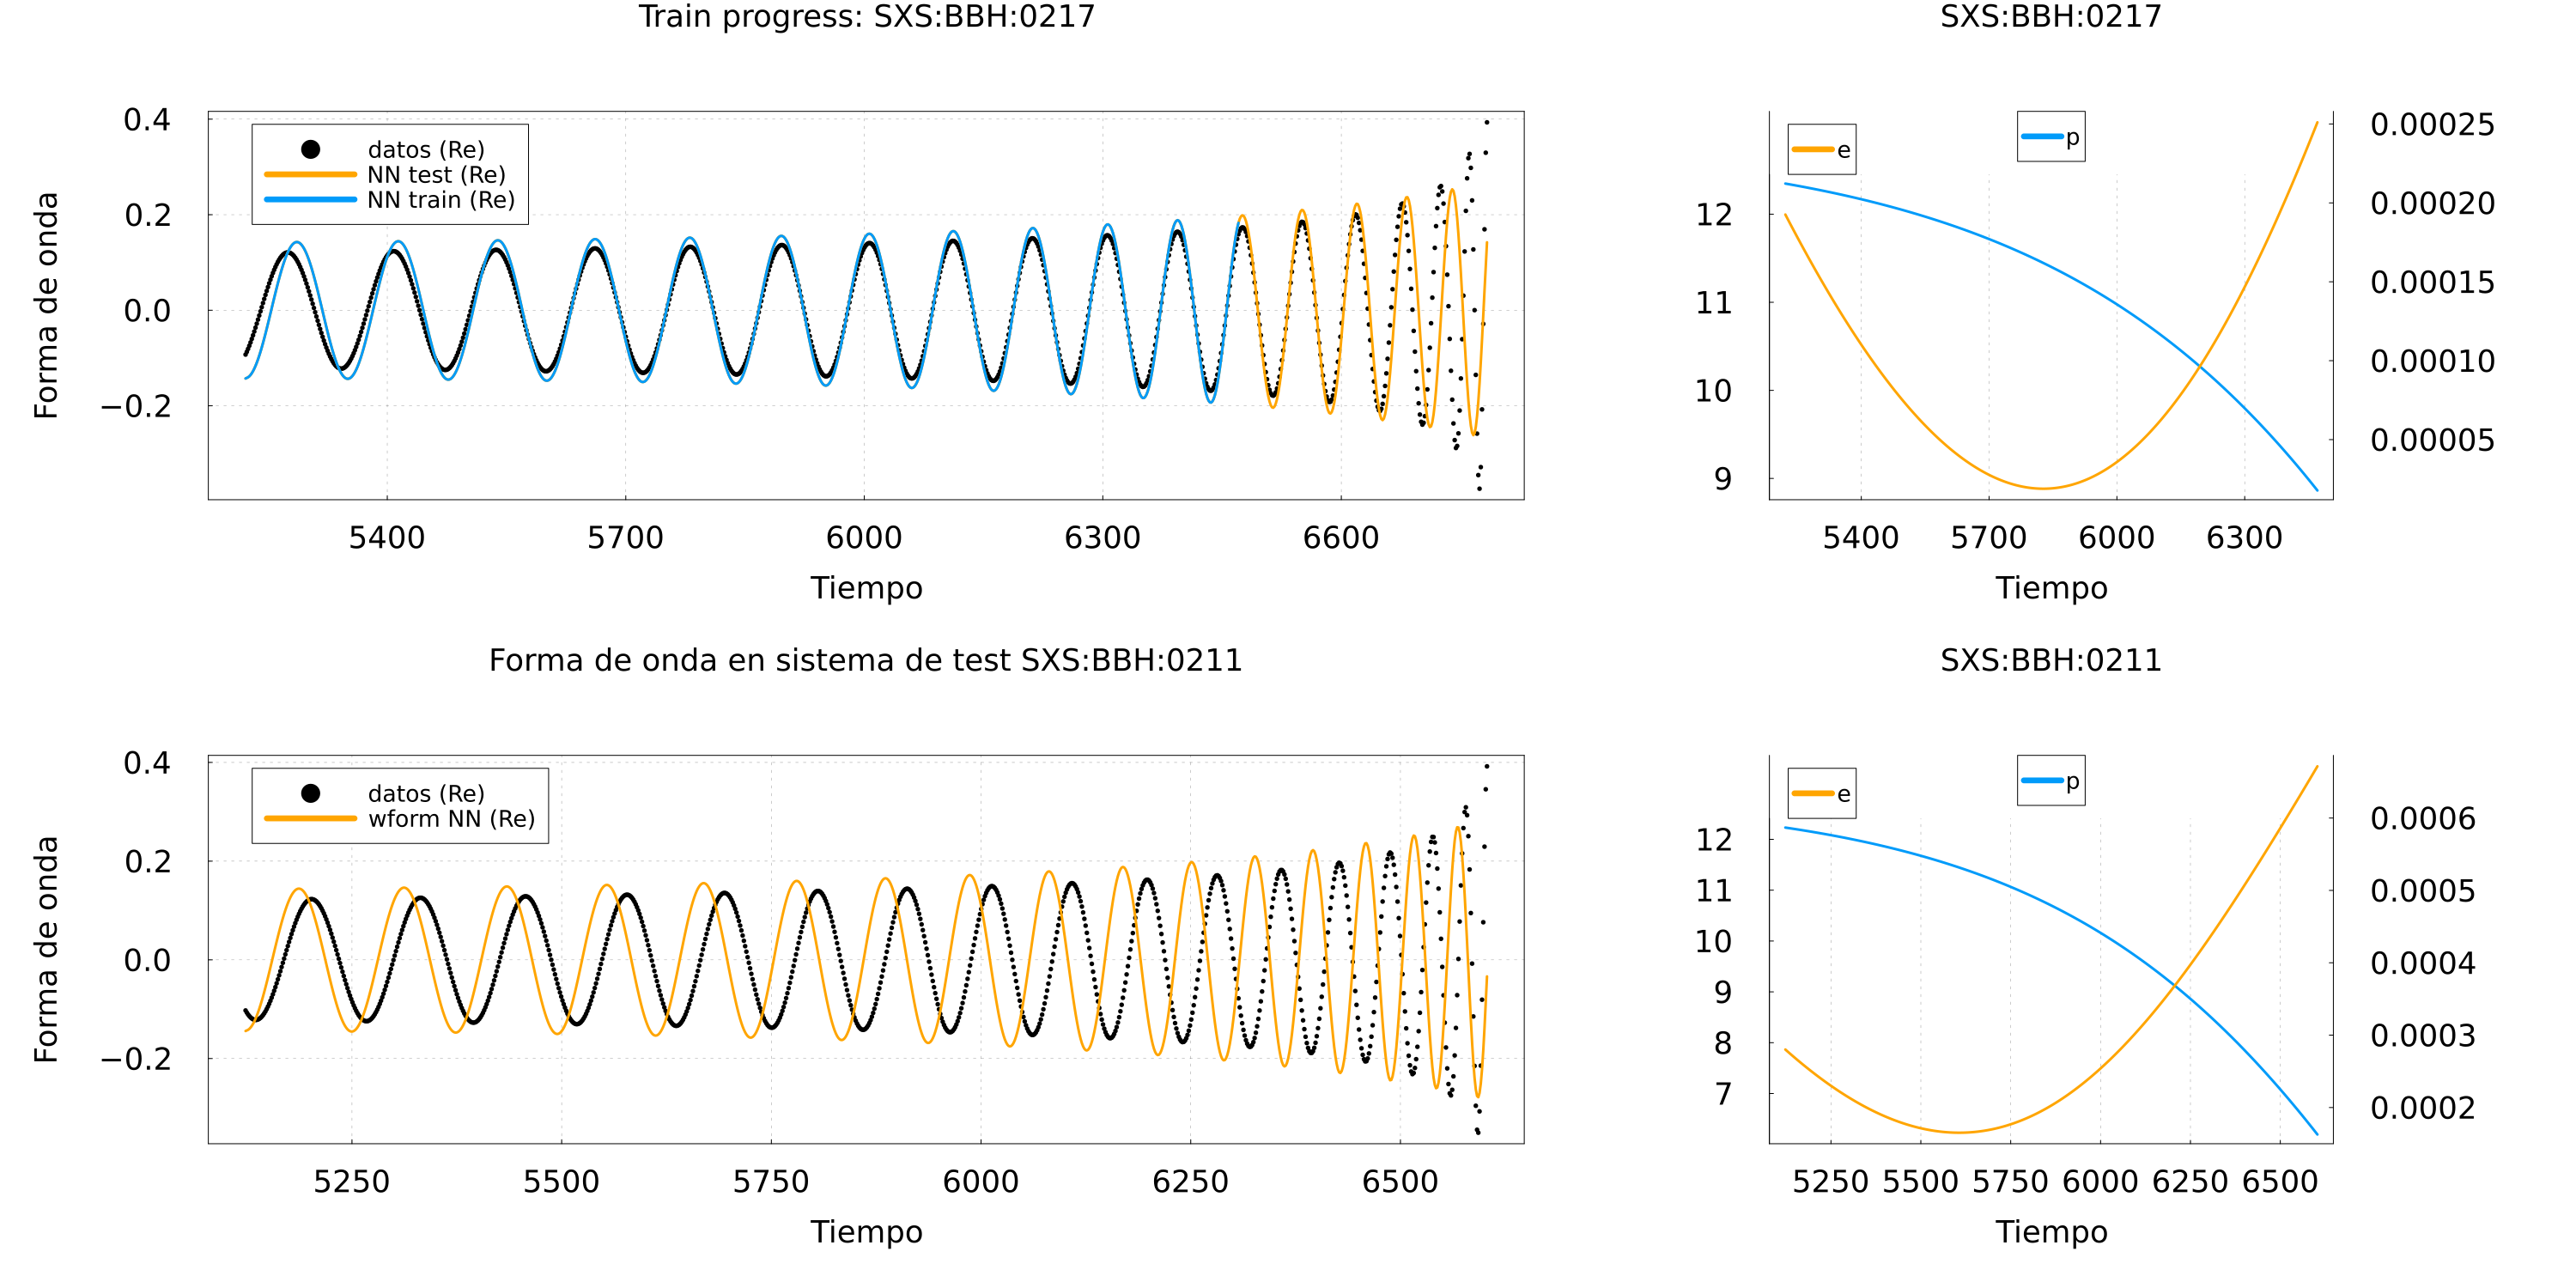 Train progress: SXS:BBH:0217
Forma de onda
0.4
0.2
0.0
−0.2
datos (Re)
NN test (Re)
NN train (Re)
5400 5700 6000 6300 6600
Tiempo
SXS:BBH:0217
e
p
12
11
10
9
0.00025
0.00020
0.00015
0.00010
0.00005
5400 5700 6000 6300
Tiempo
Forma de onda en sistema de test SXS:BBH:0211
Forma de onda
0.4
0.2
0.0
−0.2
datos (Re)
wform NN (Re)
5250 5500 5750 6000 6250 6500
Tiempo
SXS:BBH:0211
e
p
12
11
10
9
8
7
0.0006
0.0005
0.0004
0.0003
0.0002
5250 5500 5750 6000 6250 6500
Tiempo